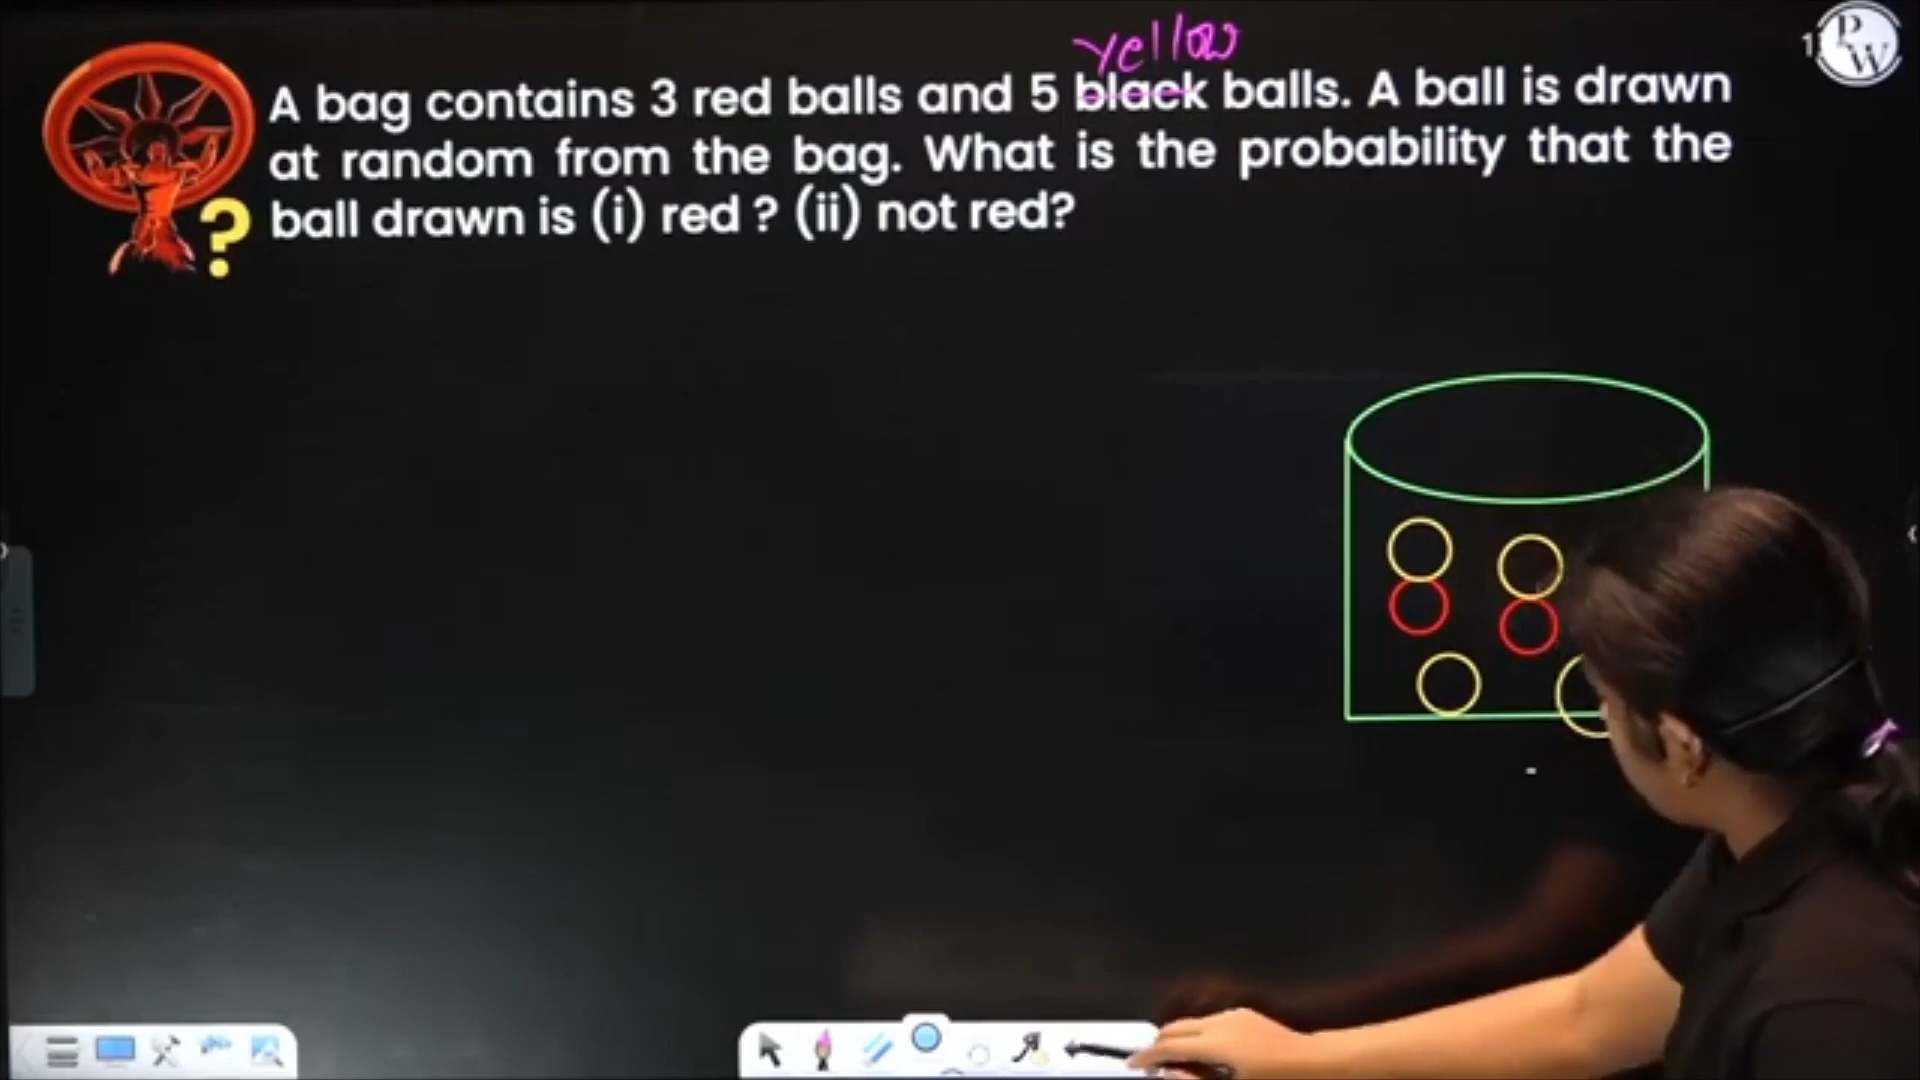 yellow
A bag contains 3 red balls and 5 black balls. A ball is drawn
at random from the bag. What is the probability that the
ball drawn is (i) red ? (ii) not red?
?
PW